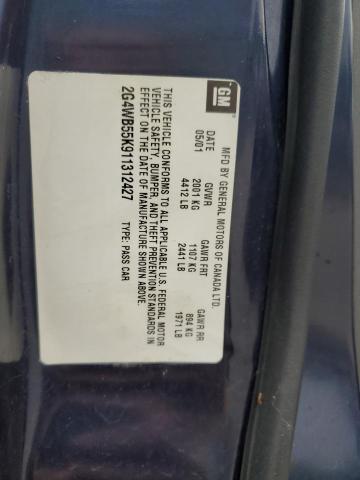 GM
MFD BY GENERAL MOTORS OF CANADA LTD.
DATE GVWR GAWR FRT GAWR RR
05/01 2001 KG 1107 KG 894 KG
4412 LB 2441 LB 1971 LB
THIS VEHICLE CONFORMS TO ALL APPLICABLE U.S. FEDERAL MOTOR
VEHICLE SAFETY, BUMPER, AND THEFT PREVENTION STANDARDS IN
EFFECT ON THE DATE OF MANUFACTURE SHOWN ABOVE.
2G4WB55K911312427 TYPE: PASS CAR